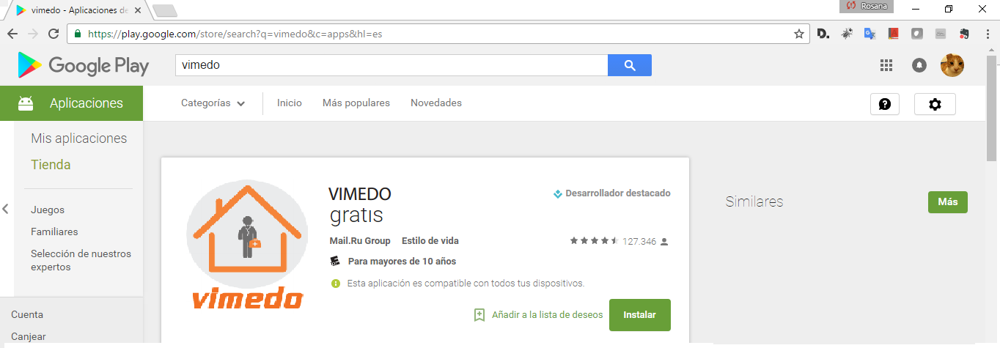 vimedo - Aplicaciones de
Rosana
https://play.google.com/store/search?q=vimedo&c=apps&hl=es
D.
Google Play
vimedo
Aplicaciones
Categorías
Inicio
Más populares
Novedades
Mis aplicaciones
Tienda
Juegos
Familiares
Selección de nuestros
expertos
Cuenta
Canjear
vimedo
VIMEDO
gratis
Desarrollador destacado
Mail.Ru Group
Estilo de vida
127.346
Para mayores de 10 años
Esta aplicación es compatible con todos tus dispositivos.
Añadir a la lista de deseos
Instalar
Similares
Más